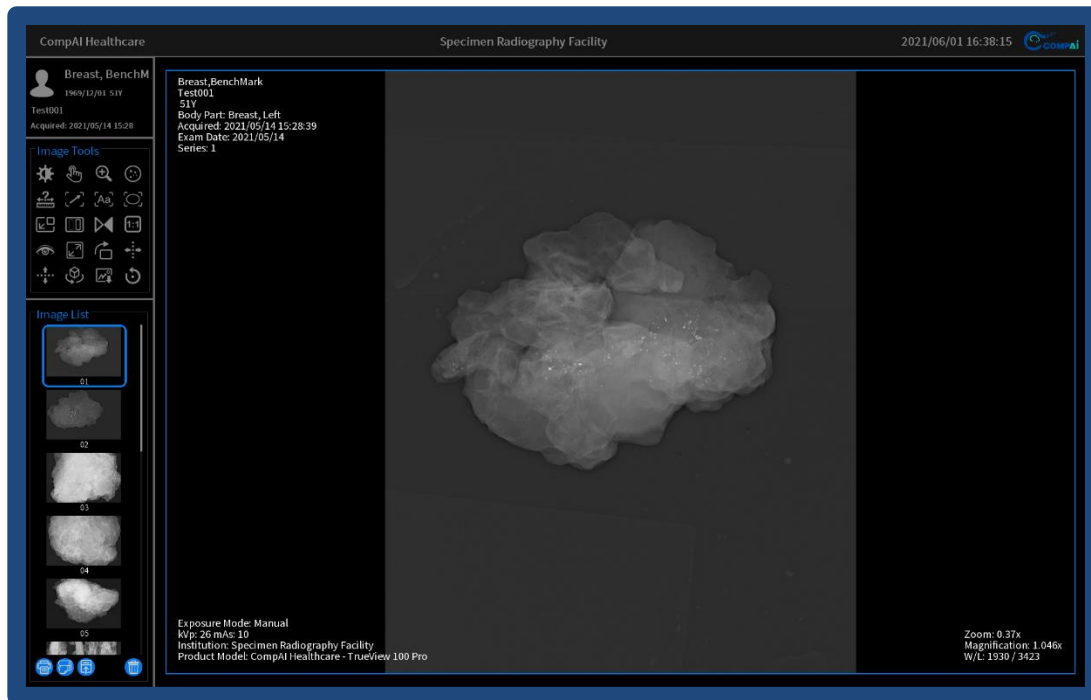 CompAI Healthcare
Specimen Radiography Facility
2021/06/01 16:38:15
COMPAi
Breast, BenchM
1969/12/01 51Y
Test001
Acquired: 2021/05/14 15:28
Image Tools
Aa
1:1
Image List
01
02
03
04
05
Breast,BenchMark
Test001
51Y
Body Part: Breast, Left
Acquired: 2021/05/14 15:28:39
Exam Date: 2021/05/14
Series: 1
Exposure Mode: Manual
kVp: 26 mAs: 10
Institution: Specimen Radiography Facility
Product Model: CompAI Healthcare - TrueView 100 Pro
Zoom: 0.37x
Magnification: 1.046x
W/L: 1930 / 3423